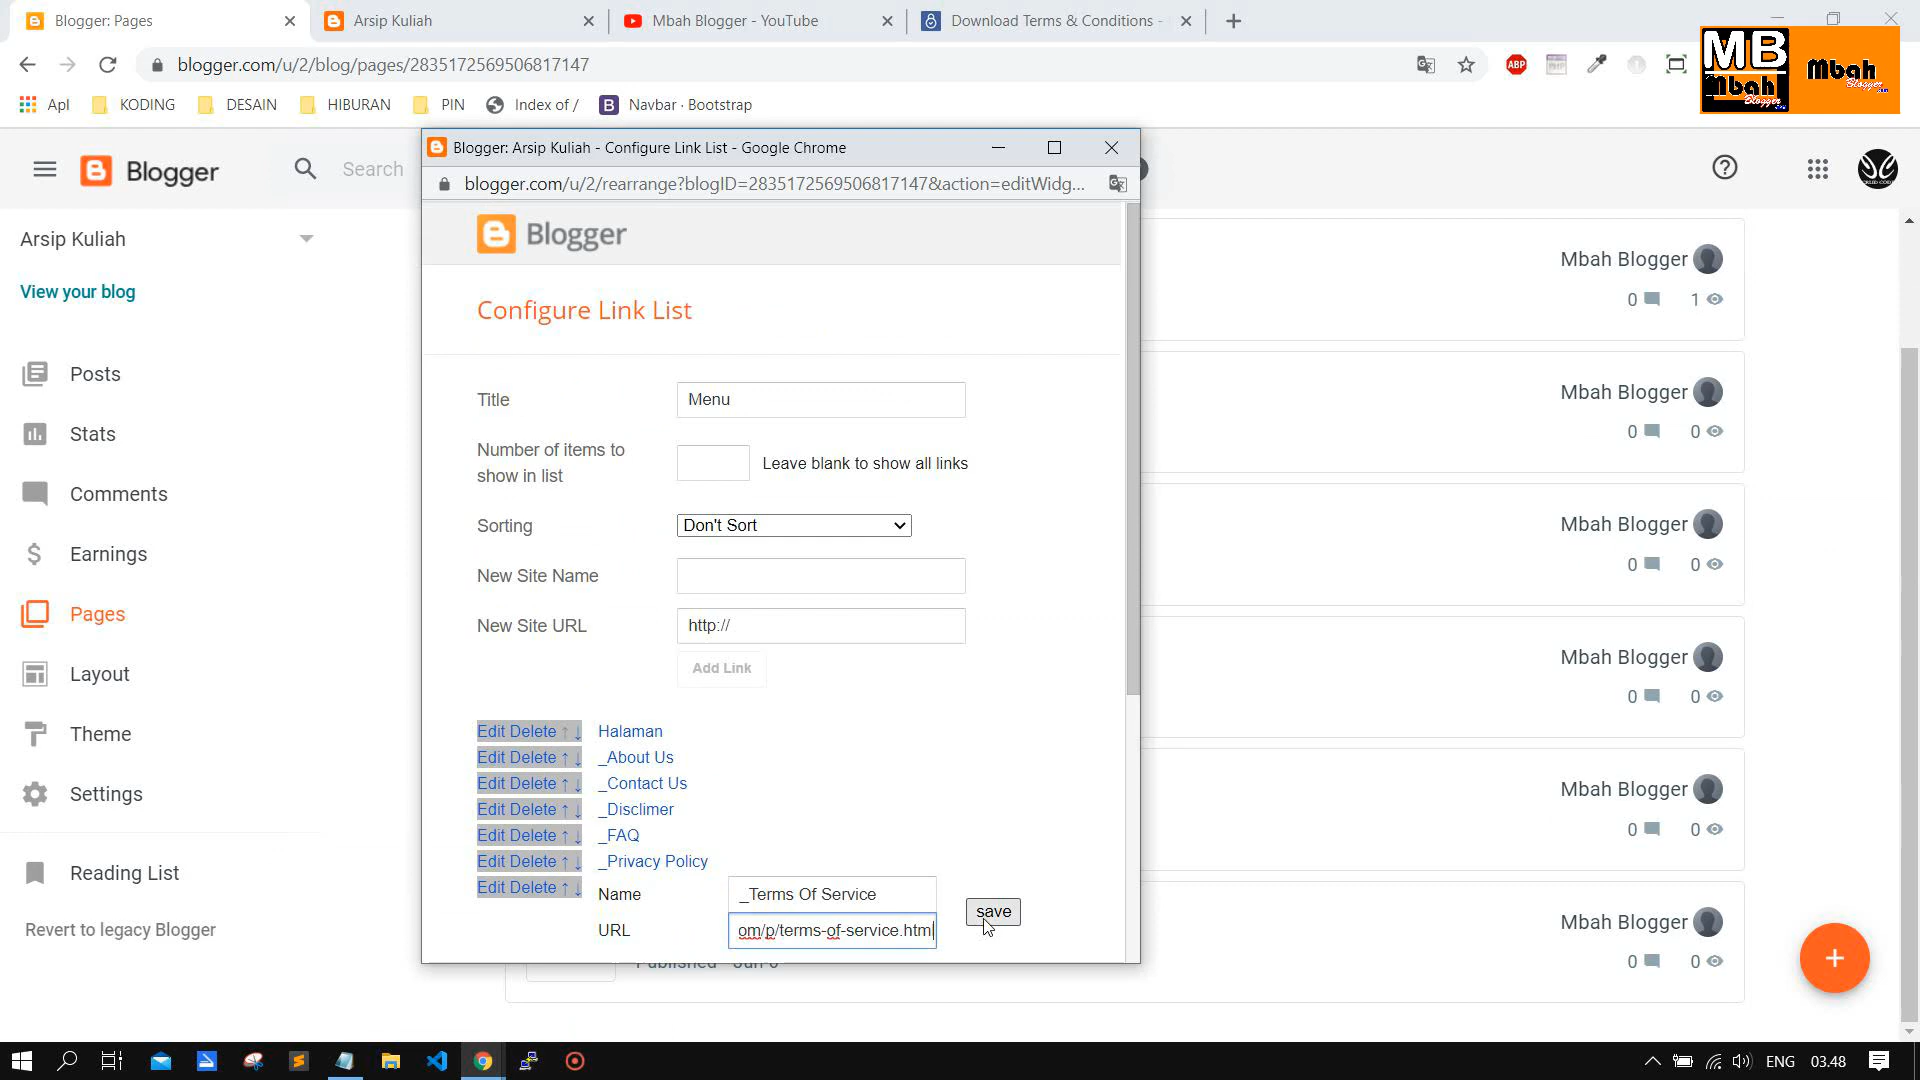 Blogger: Pages
Arsip Kuliah
Mbah Blogger - YouTube
Download Terms & Conditions -
blogger.com/u/2/blog/pages/2835172569506817147
ABP
MB
Mbah
Blogger
Mbah
Blogger
Apl
KODING
DESAIN
HIBURAN
PIN
Index of /
Navbar · Bootstrap
Blogger
Search
Blogger: Arsip Kuliah - Configure Link List - Google Chrome
blogger.com/u/2/rearrange?blogID=2835172569506817147&action=editWidg...
Arsip Kuliah
View your blog
Posts
Stats
Comments
Earnings
Pages
Layout
Theme
Settings
Reading List
Revert to legacy Blogger
Blogger
Configure Link List
Title
Menu
Number of items to
show in list
Leave blank to show all links
Sorting
Don't Sort
New Site Name
New Site URL
http://
Add Link
Edit Delete ↑ ↓ Halaman
Edit Delete ↑ ↓ _About Us
Edit Delete ↑ ↓ _Contact Us
Edit Delete ↑ ↓ _Disclimer
Edit Delete ↑ ↓ _FAQ
Edit Delete ↑ ↓ _Privacy Policy
Edit Delete ↑ ↓ Name _Terms Of Service
URL om/p/terms-of-service.html
save
Mbah Blogger
0 1
Mbah Blogger
0 0
Mbah Blogger
0 0
Mbah Blogger
0 0
Mbah Blogger
0 0
Mbah Blogger
0 0
ENG 03.48